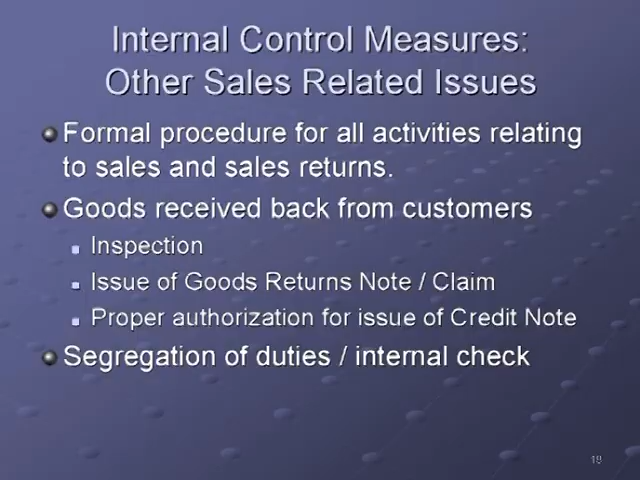 Internal Control Measures:
Other Sales Related Issues
Formal procedure for all activities relating
to sales and sales returns.
Goods received back from customers
Inspection
Issue of Goods Returns Note / Claim
Proper authorization for issue of Credit Note
Segregation of duties / internal check